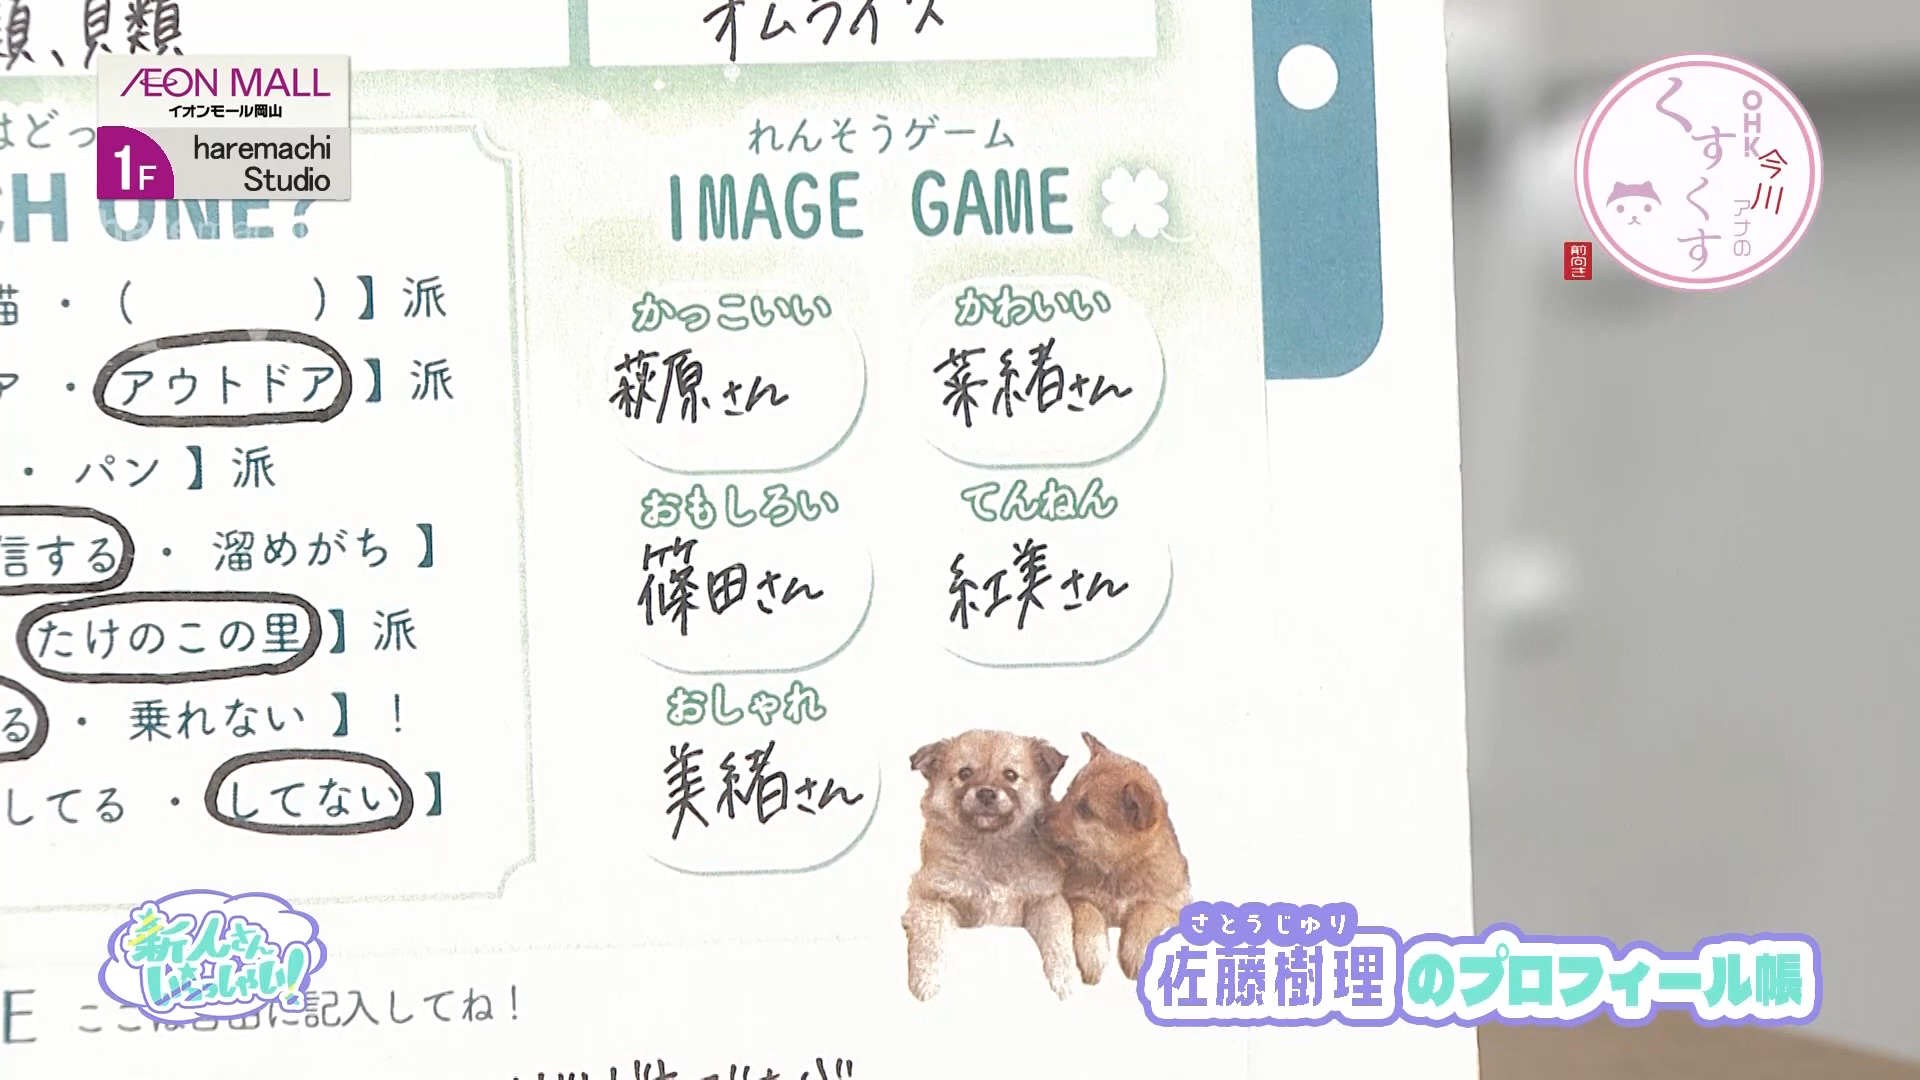 類、貝類
オムライス
ÆON MALL
イオンモール岡山
1F
haremachi
Studio
はどっ
CH ONE?
れんそうゲーム
IMAGE GAME
OHK
今川
アナの
くすくす
前向き
猫・(　　　)】派
ア・アウトドア】派
・パン】派
信する・溜めがち】
たけのこの里】派
る・乗れない】!
してる・してない】
かっこいい
萩原さん
かわいい
菜緒さん
おもしろい
篠田さん
てんねん
紅美さん
おしゃれ
美緒さん
新人さん
いらっしゃい!
E
に記入してね!
さとうじゅり
佐藤樹理のプロフィール帳